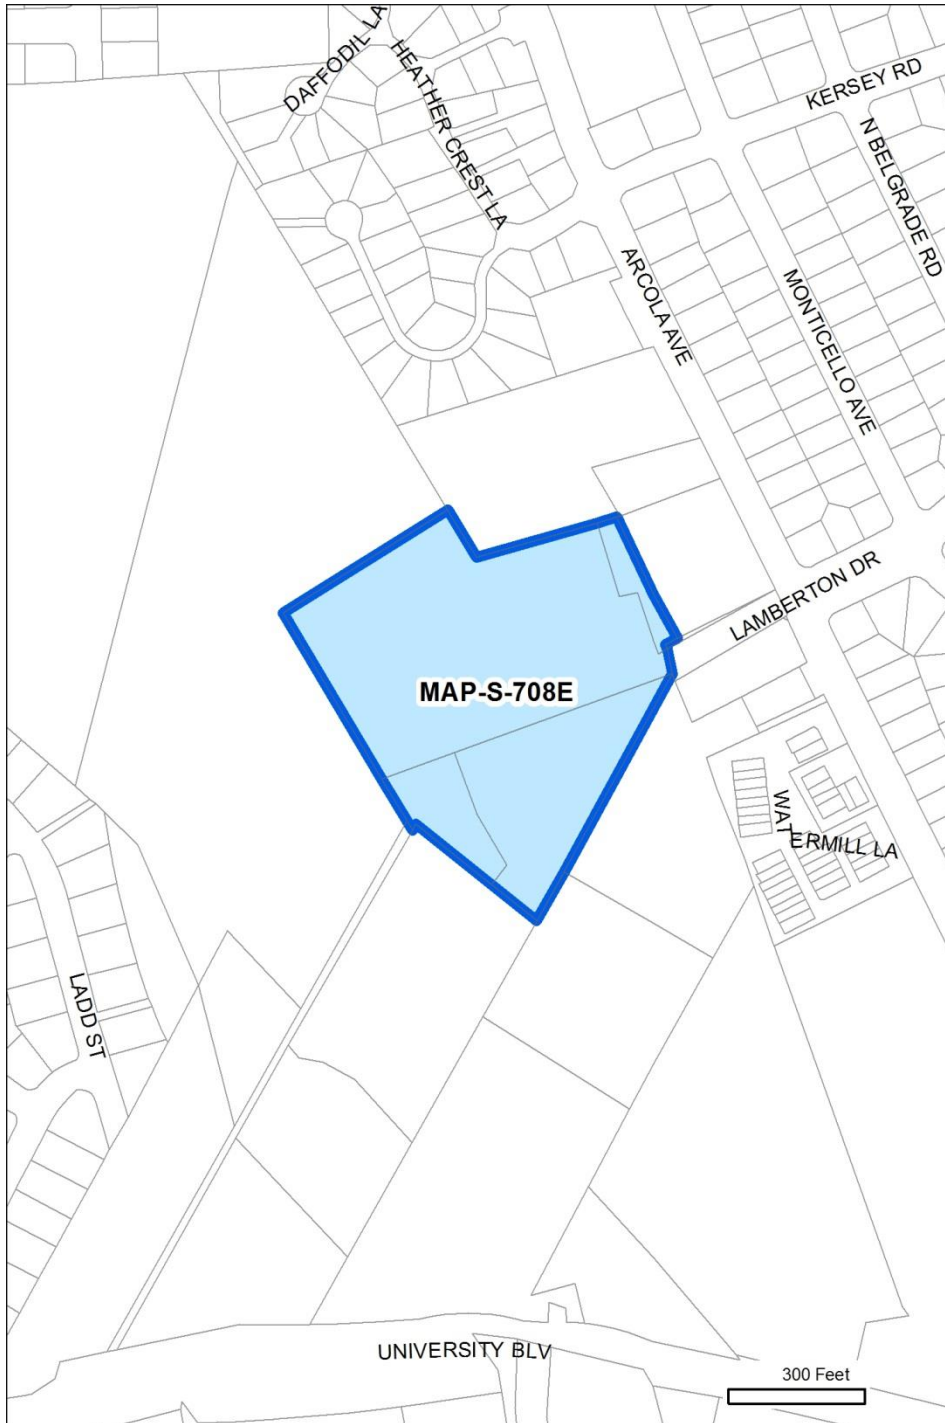 DAFFODIL LA
HEATHER CREST LA
KERSEY RD
N BELGRADE RD
ARCOLA AVE
MONTICELLO AVE
LAMBERTON DR
MAP-S-708E
WATERMILL LA
LADD ST
UNIVERSITY BLV
300 Feet